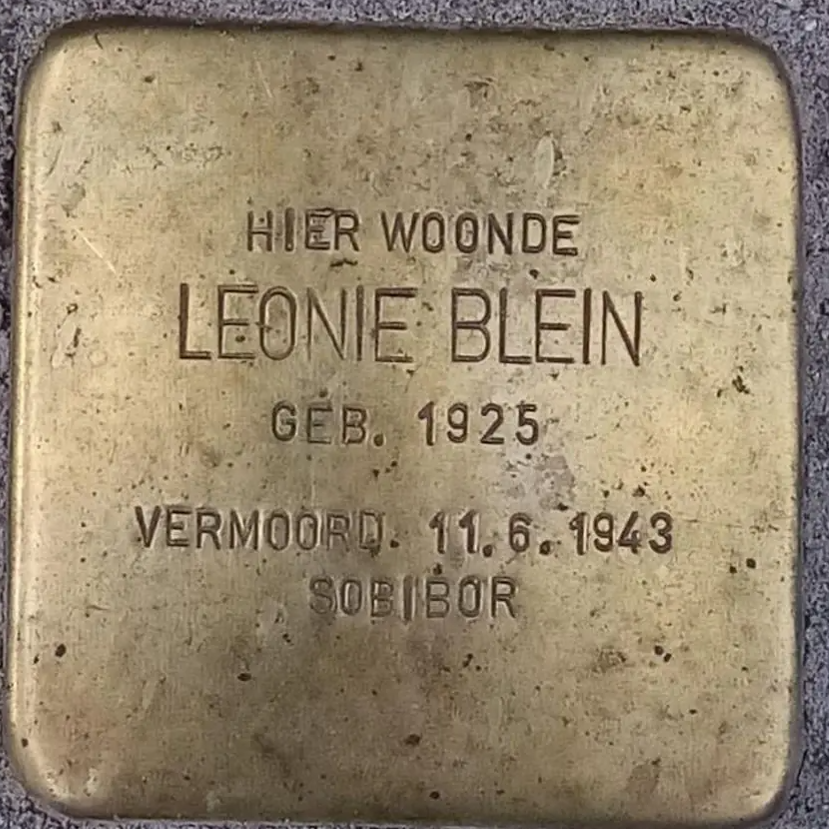 HIER WOONDE
LEONIE BLEIN
GEB. 1925
VERMOORD. 11.6.1943
SOBIBOR